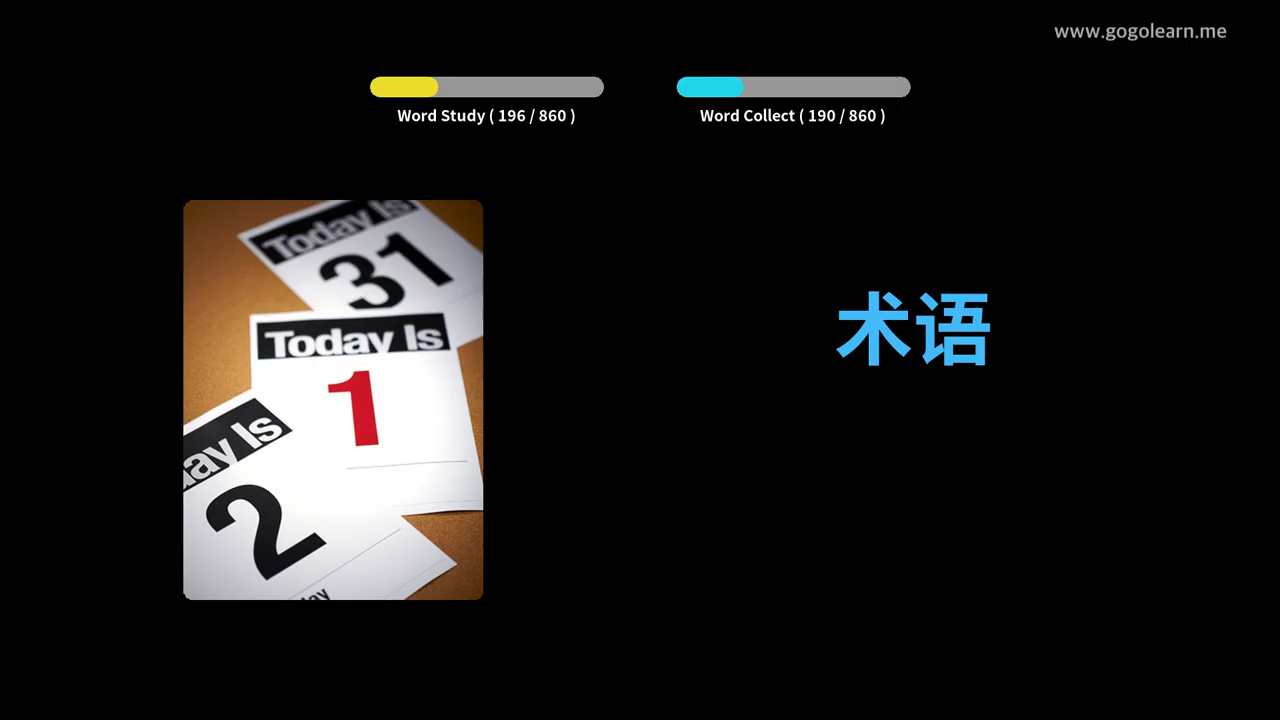 www.gogolearn.me
Word Study ( 196 / 860 )
Word Collect ( 190 / 860 )
Today Is
31
Today Is
1
ay Is
2
术语